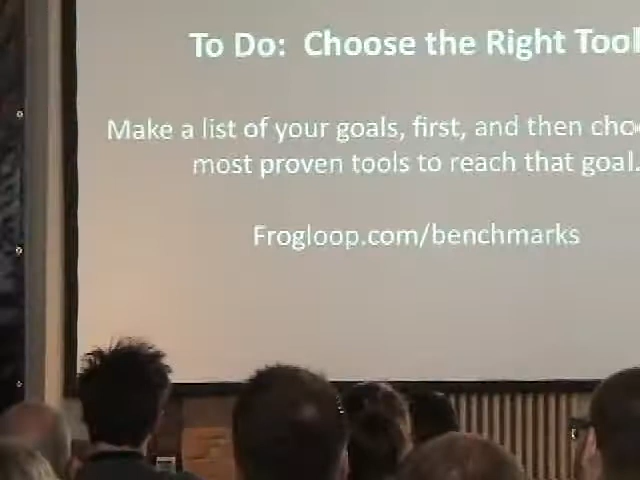 To Do: Choose the Right Tool
Make a list of your goals, first, and then choo
most proven tools to reach that goal.
Frogloop.com/benchmarks